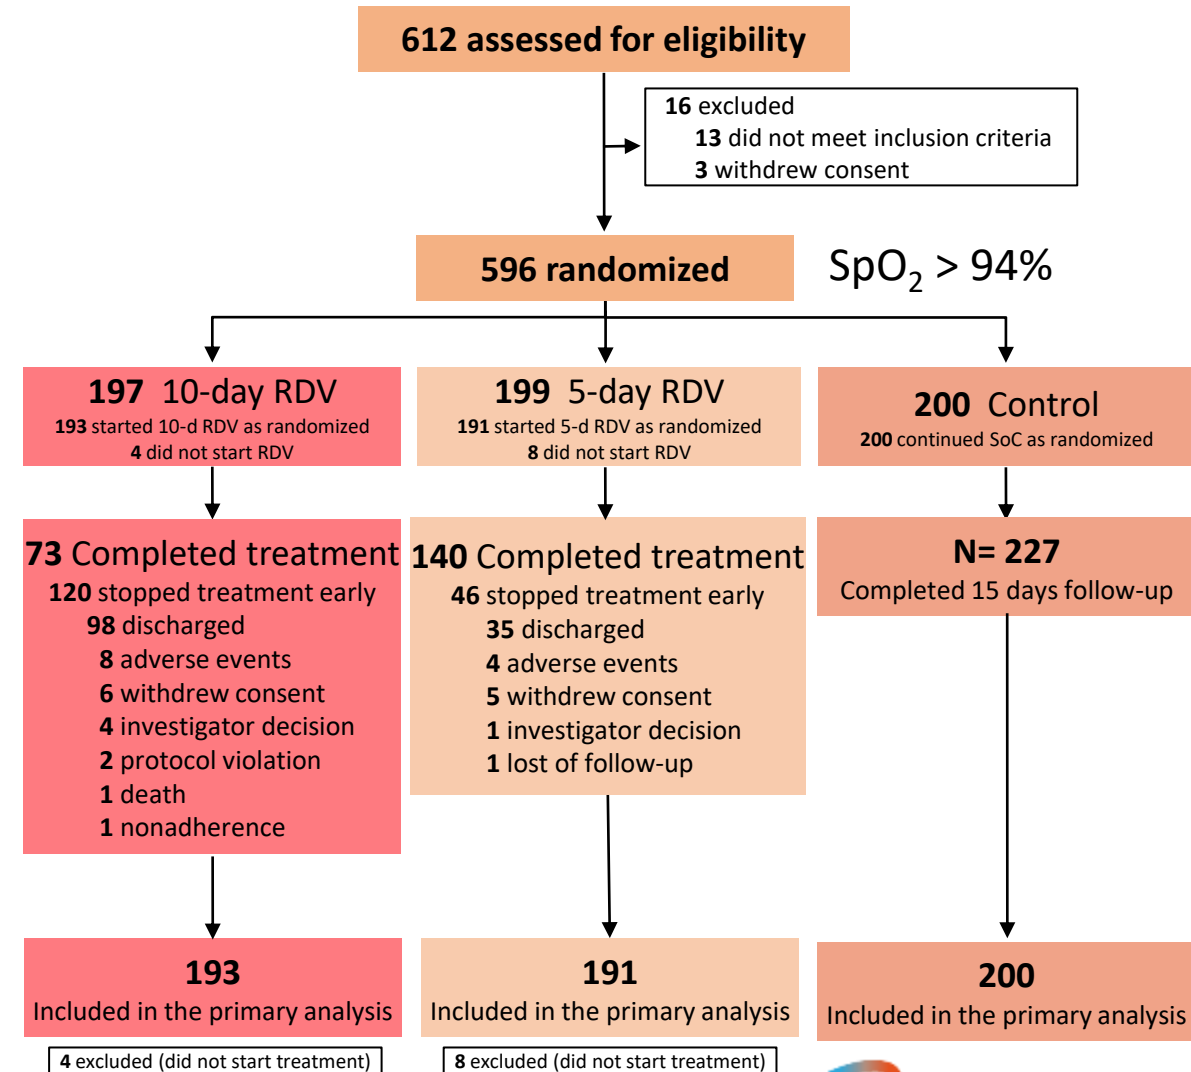 612 assessed for eligibility
16 excluded
13 did not meet inclusion criteria
3 withdrew consent
596 randomized
SpO₂ > 94%
197 10-day RDV
193 started 10-d RDV as randomized
4 did not start RDV
199 5-day RDV
191 started 5-d RDV as randomized
8 did not start RDV
200 Control
200 continued SoC as randomized
73 Completed treatment
120 stopped treatment early
98 discharged
8 adverse events
6 withdrew consent
4 investigator decision
2 protocol violation
1 death
1 nonadherence
140 Completed treatment
46 stopped treatment early
35 discharged
4 adverse events
5 withdrew consent
1 investigator decision
1 lost of follow-up
N= 227
Completed 15 days follow-up
193
Included in the primary analysis
191
Included in the primary analysis
200
Included in the primary analysis
4 excluded (did not start treatment)
8 excluded (did not start treatment)